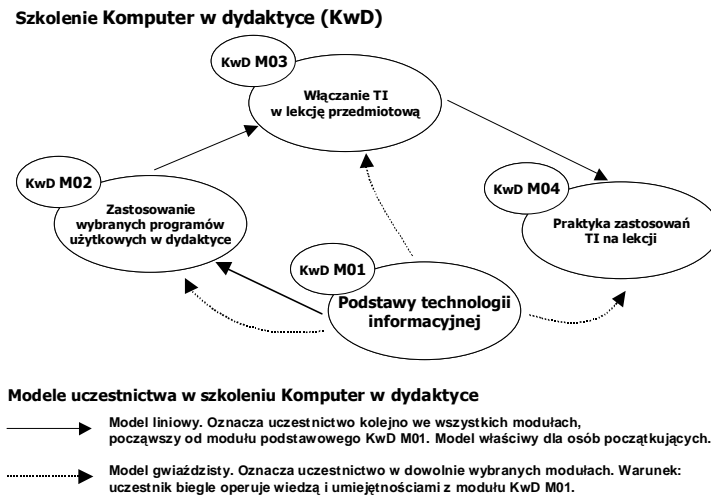 Szkolenie Komputer w dydaktyce (KwD)
KwD M03
Włączanie TI
w lekcję przedmiotową
KwD M02
Zastosowanie
wybranych programów
użytkowych w dydaktyce
KwD M04
Praktyka zastosowań
TI na lekcji
KwD M01
Podstawy technologii
informacyjnej
Modele uczestnictwa w szkoleniu Komputer w dydaktyce
Model liniowy. Oznacza uczestnictwo kolejno we wszystkich modułach,
począwszy od modułu podstawowego KwD M01. Model właściwy dla osób początkujących.
Model gwiaździsty. Oznacza uczestnictwo w dowolnie wybranych modułach. Warunek:
uczestnik biegle operuje wiedzą i umiejętnościami z modułu KwD M01.